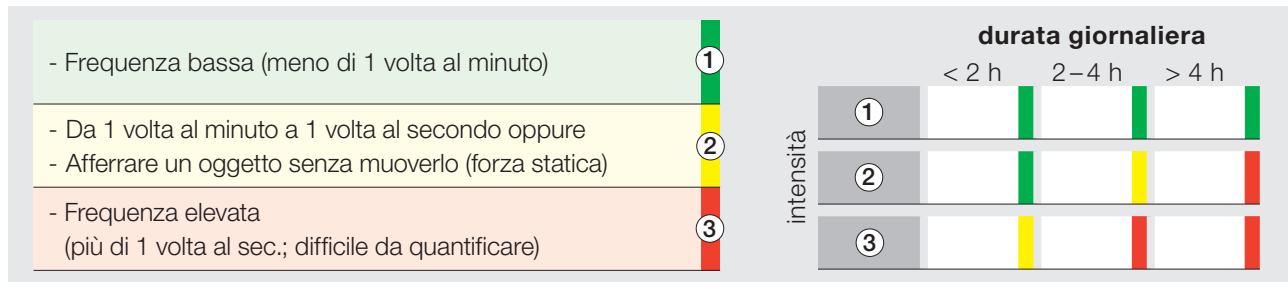 - Frequenza bassa (meno di 1 volta al minuto)
1
- Da 1 volta al minuto a 1 volta al secondo oppure
- Afferrare un oggetto senza muoverlo (forza statica)
2
- Frequenza elevata
(più di 1 volta al sec.; difficile da quantificare)
3
durata giornaliera
< 2 h 2–4 h > 4 h
intensità
1
2
3